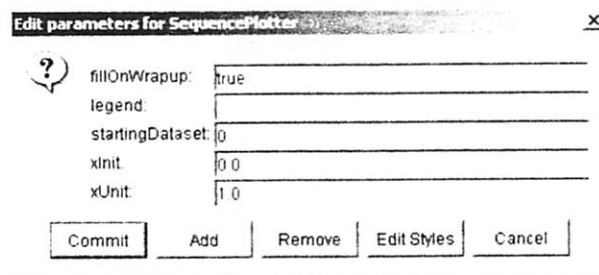 Edit parameters for SequencePlotter
fillOnWrapup: true
legend:
startingDataset: 0
xInit: 0.0
xUnit: 1.0
Commit Add Remove Edit Styles Cancel